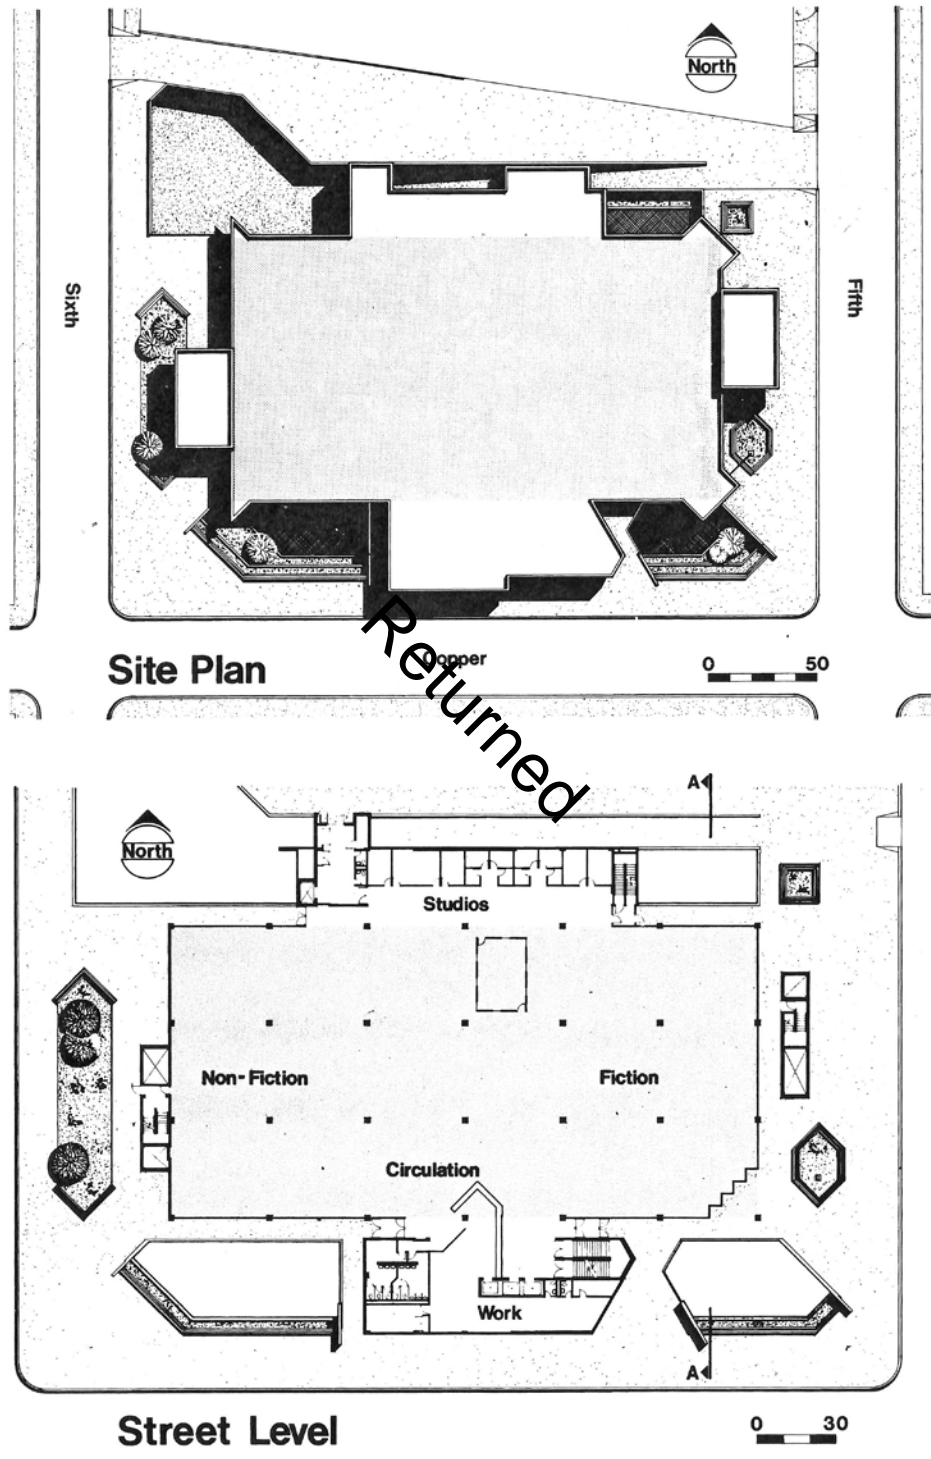 North
Sixth
Fifth
Copper
Site Plan
0 50
Returned
A
North
Studios
Non-Fiction
Fiction
Circulation
Work
A
Street Level
0 30